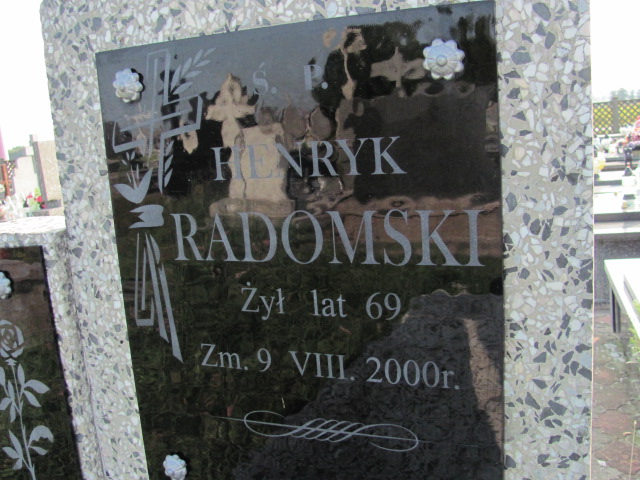 Ś. P.
HENRYK
RADOMSKI
Żył lat 69
Zm. 9 VIII. 2000r.